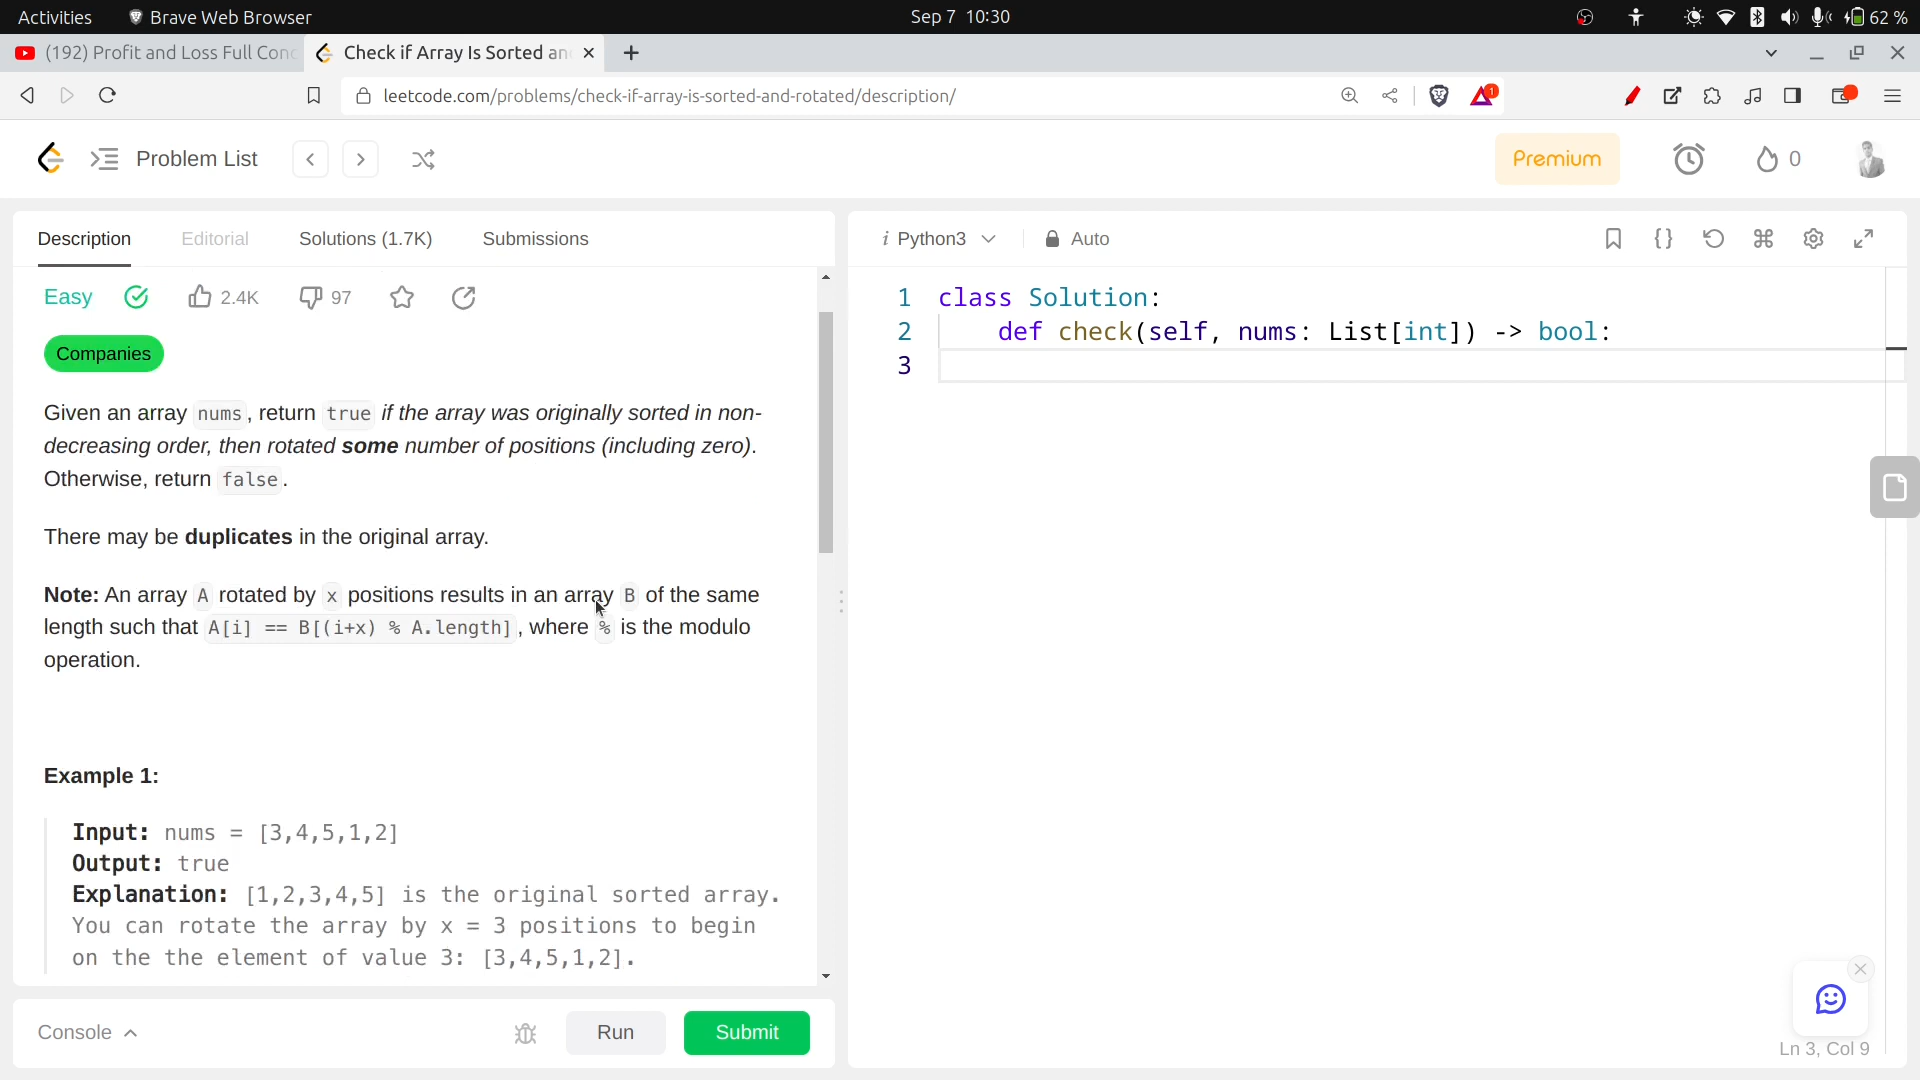 Activities
Brave Web Browser
Sep 7 10:30
62 %
(192) Profit and Loss Full Conc
Check if Array Is Sorted an
leetcode.com/problems/check-if-array-is-sorted-and-rotated/description/
1
Problem List
Premium
0
Description
Editorial
Solutions (1.7K)
Submissions
i Python3
Auto
Easy
2.4K
97
Companies
Given an array nums, return true if the array was originally sorted in non-
decreasing order, then rotated some number of positions (including zero).
Otherwise, return false.
There may be duplicates in the original array.
Note: An array A rotated by x positions results in an array B of the same
length such that A[i] == B[(i+x) % A.length], where % is the modulo
operation.
Example 1:
Input: nums = [3,4,5,1,2]
Output: true
Explanation: [1,2,3,4,5] is the original sorted array.
You can rotate the array by x = 3 positions to begin
on the the element of value 3: [3,4,5,1,2].
Console
Run
Submit
1 class Solution:
2 def check(self, nums: List[int]) -> bool:
3
Ln 3, Col 9